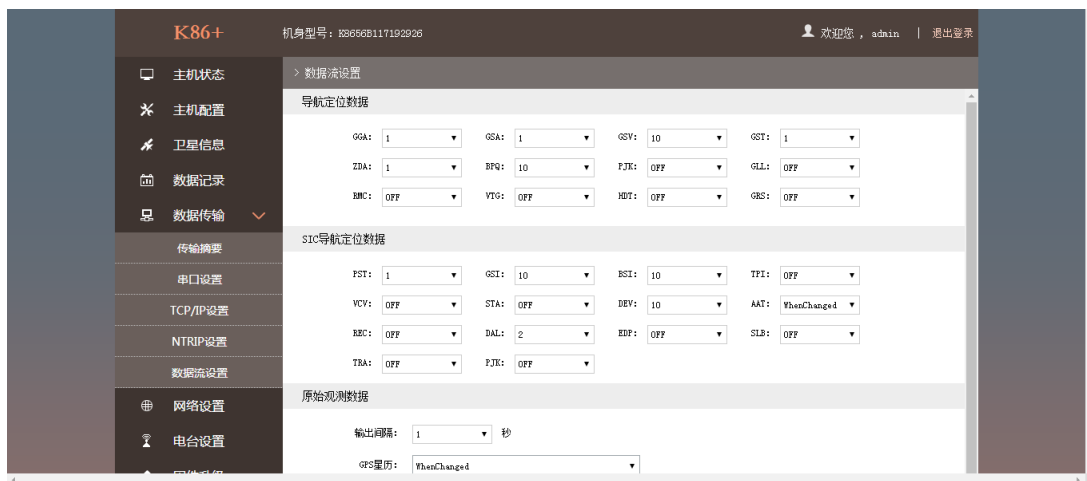 K86+ 机身型号：K8656B117192926 欢迎您，admin | 退出登录
主机状态
主机配置
卫星信息
数据记录
数据传输
传输摘要
串口设置
TCP/IP设置
NTRIP设置
数据流设置
网络设置
电台设置
> 数据流设置
导航定位数据
GGA: 1 GSA: 1 GSV: 10 GST: 1
ZDA: 1 BPQ: 10 PJK: OFF GLL: OFF
RMC: OFF VTG: OFF HDT: OFF GRS: OFF
SIC导航定位数据
PST: 1 GSI: 10 BSI: 10 TPI: OFF
VCV: OFF STA: OFF DEV: 10 AAT: WhenChanged
REC: OFF DAL: 2 EDP: OFF SLB: OFF
TRA: OFF PJK: OFF
原始观测数据
输出间隔: 1 秒
GPS星历: WhenChanged